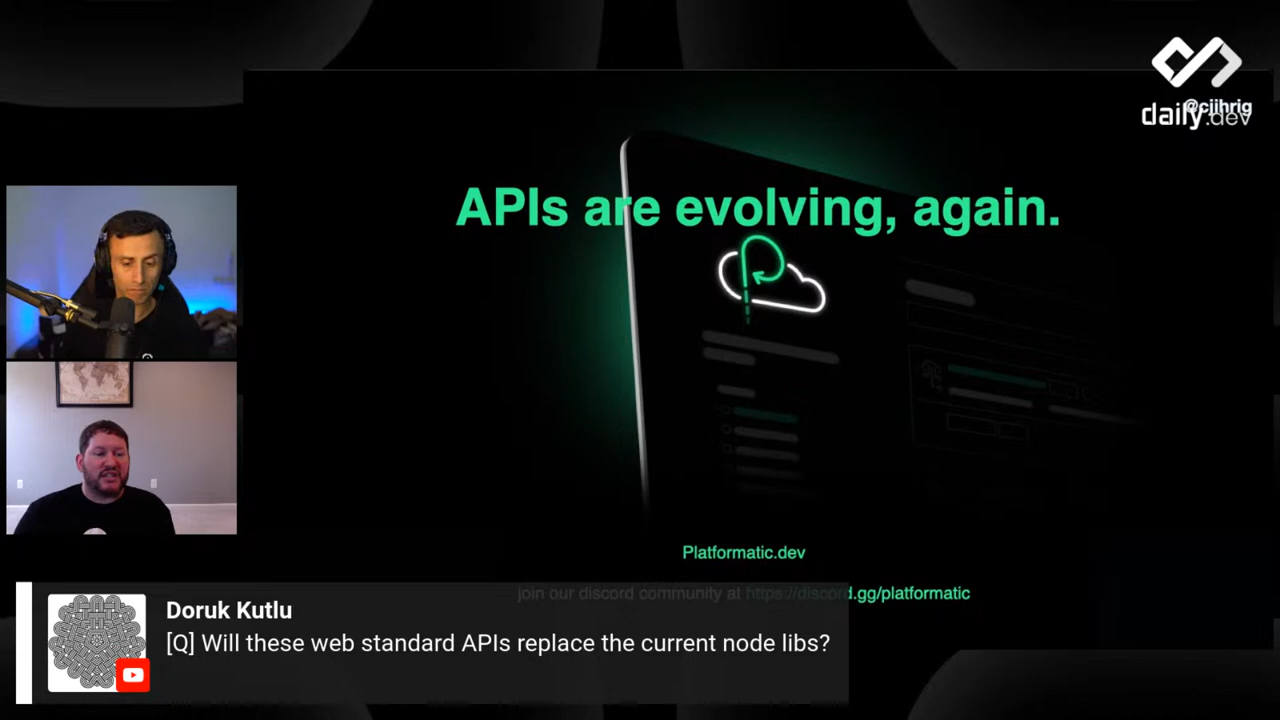 @cjihrig
daily.dev
APIs are evolving, again.
Platformatic.dev
join our discord community at https://discord.gg/platformatic
Doruk Kutlu
[Q] Will these web standard APIs replace the current node libs?